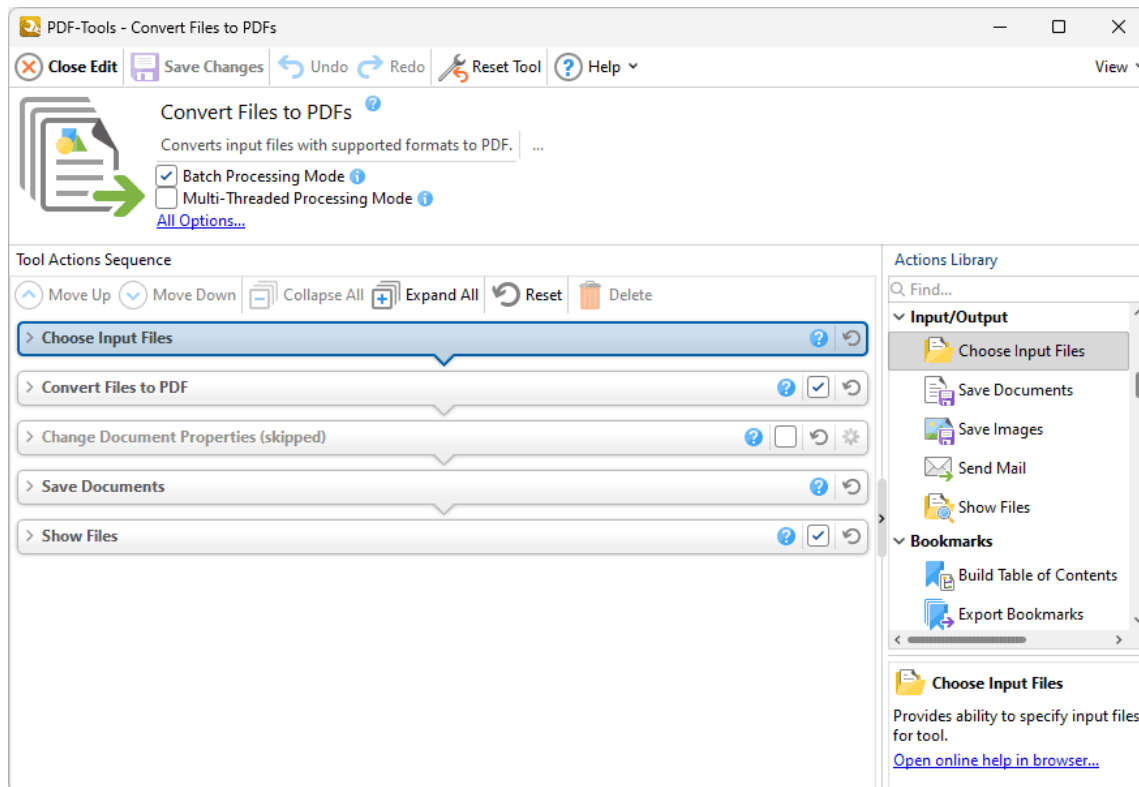 PDF-Tools - Convert Files to PDFs
Close Edit Save Changes Undo Redo Reset Tool ? Help View
Convert Files to PDFs ?
Converts input files with supported formats to PDF. ...
Batch Processing Mode i
Multi-Threaded Processing Mode i
All Options...
Tool Actions Sequence
Move Up Move Down Collapse All Expand All Reset Delete
Choose Input Files ?
Convert Files to PDF ?
Change Document Properties (skipped) ?
Save Documents ?
Show Files ?
Actions Library
Find...
Input/Output
Choose Input Files
Save Documents
Save Images
Send Mail
Show Files
Bookmarks
Build Table of Contents
Export Bookmarks
Choose Input Files
Provides ability to specify input files
for tool.
Open online help in browser...